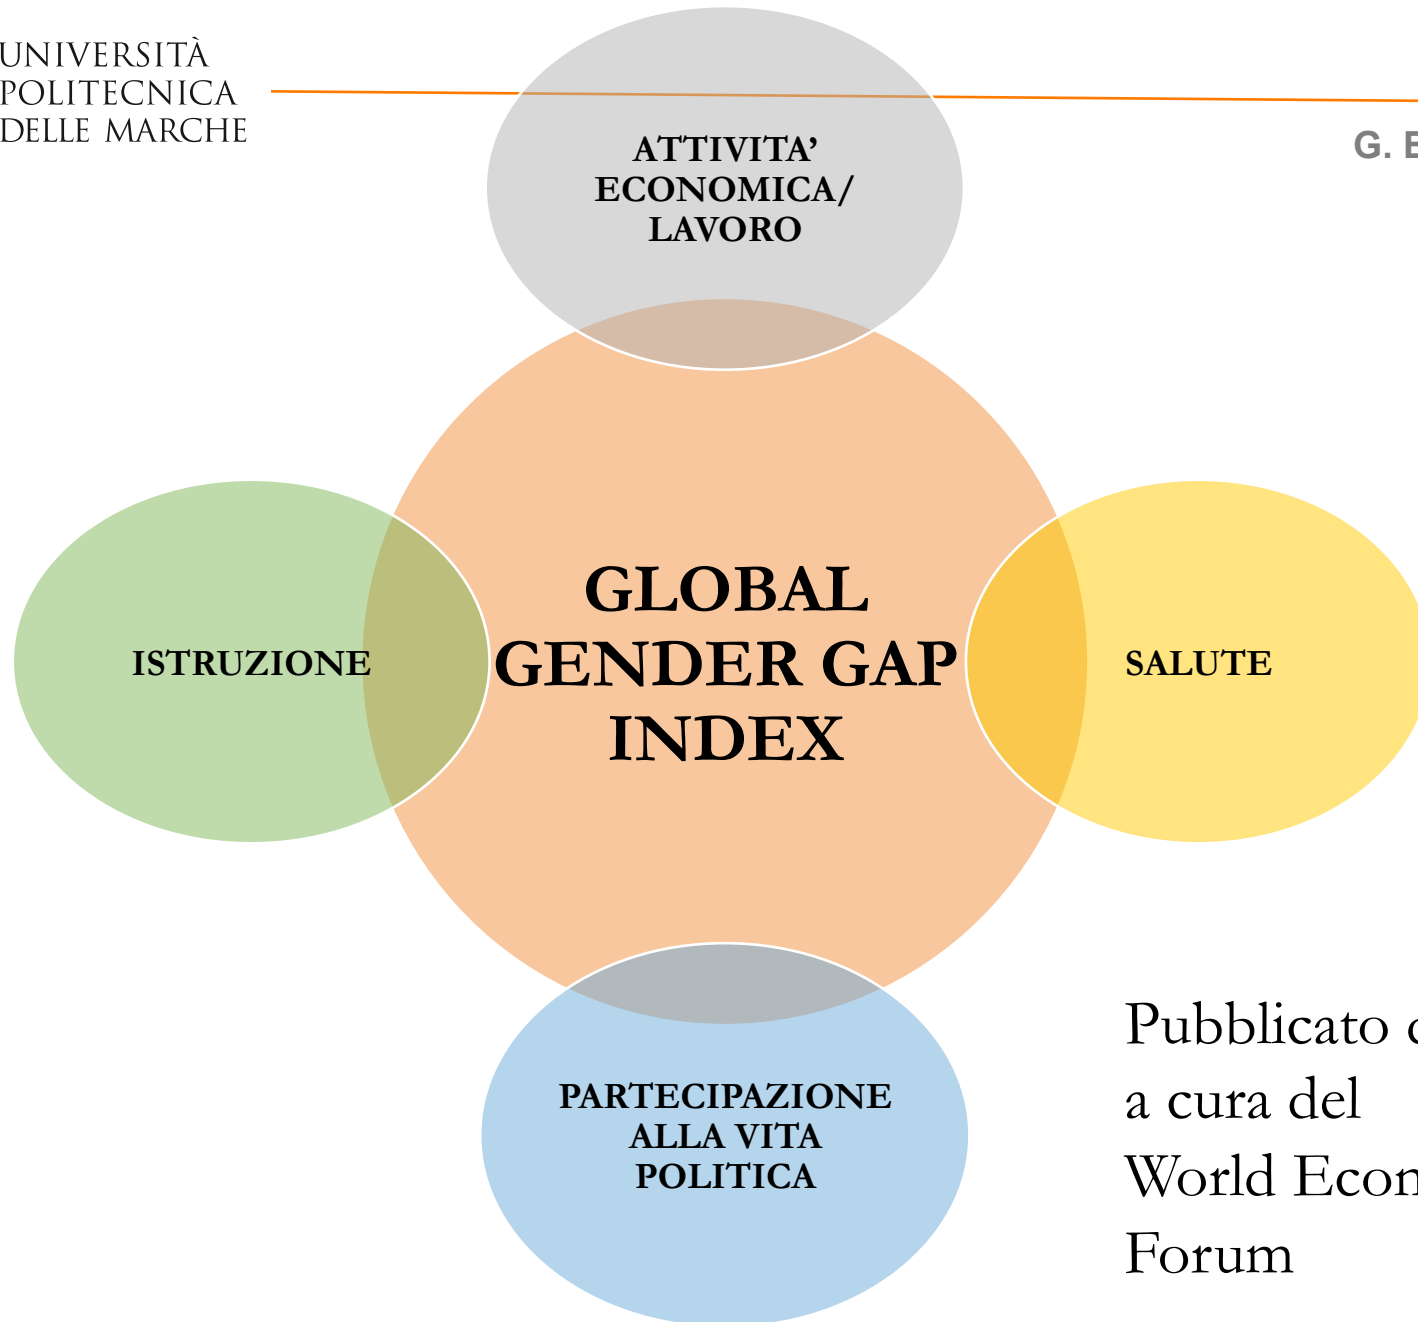 UNIVERSITÀ
POLITECNICA
DELLE MARCHE
G.
ATTIVITA’
ECONOMICA/
LAVORO
ISTRUZIONE
GLOBAL
GENDER GAP
INDEX
SALUTE
PARTECIPAZIONE
ALLA VITA
POLITICA
Pubblicato
a cura del
World
Forum